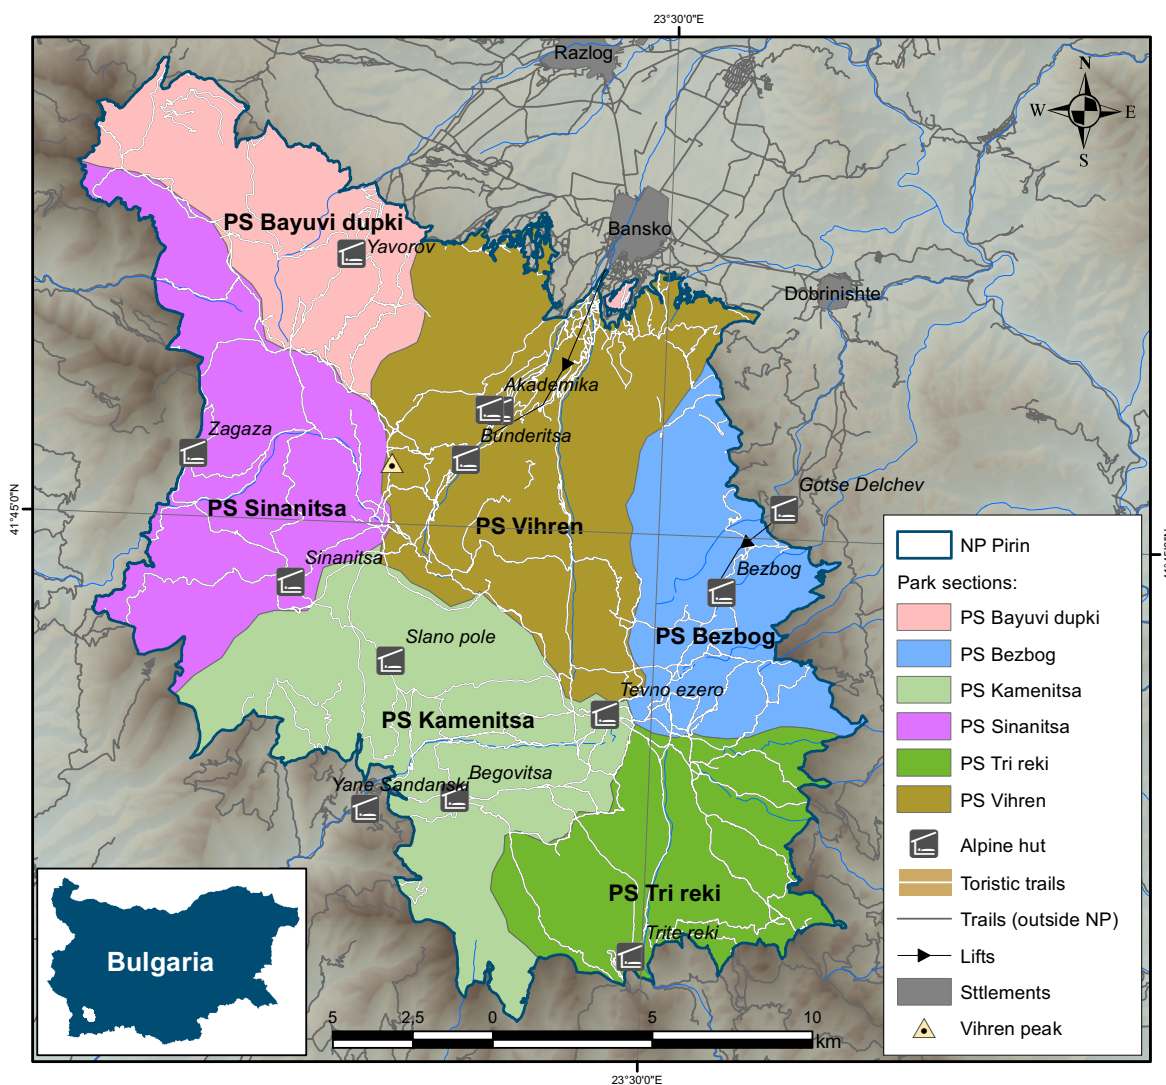 23°30'0"E
Razlog
N
W
E
S
PS Bayuvi dupki
Yavorov
Bansko
Dobrinishte
Akademika
Bunderitsa
Zagaza
Gotse Delchev
41°45'0"N
PS Sinanitsa
PS Vihren
Sinanitsa
Bezbog
Slano pole
PS Bezbog
Tevno ezero
PS Kamenitsa
Yane Sandanski
Begovitsa
PS Tri reki
Trite reki
NP Pirin
Park sections:
PS Bayuvi dupki
PS Bezbog
PS Kamenitsa
PS Sinanitsa
PS Tri reki
PS Vihren
Alpine hut
Toristic trails
Trails (outside NP)
Lifts
Sttlements
Vihren peak
Bulgaria
5 2,5 0 5 10
km
23°30'0"E